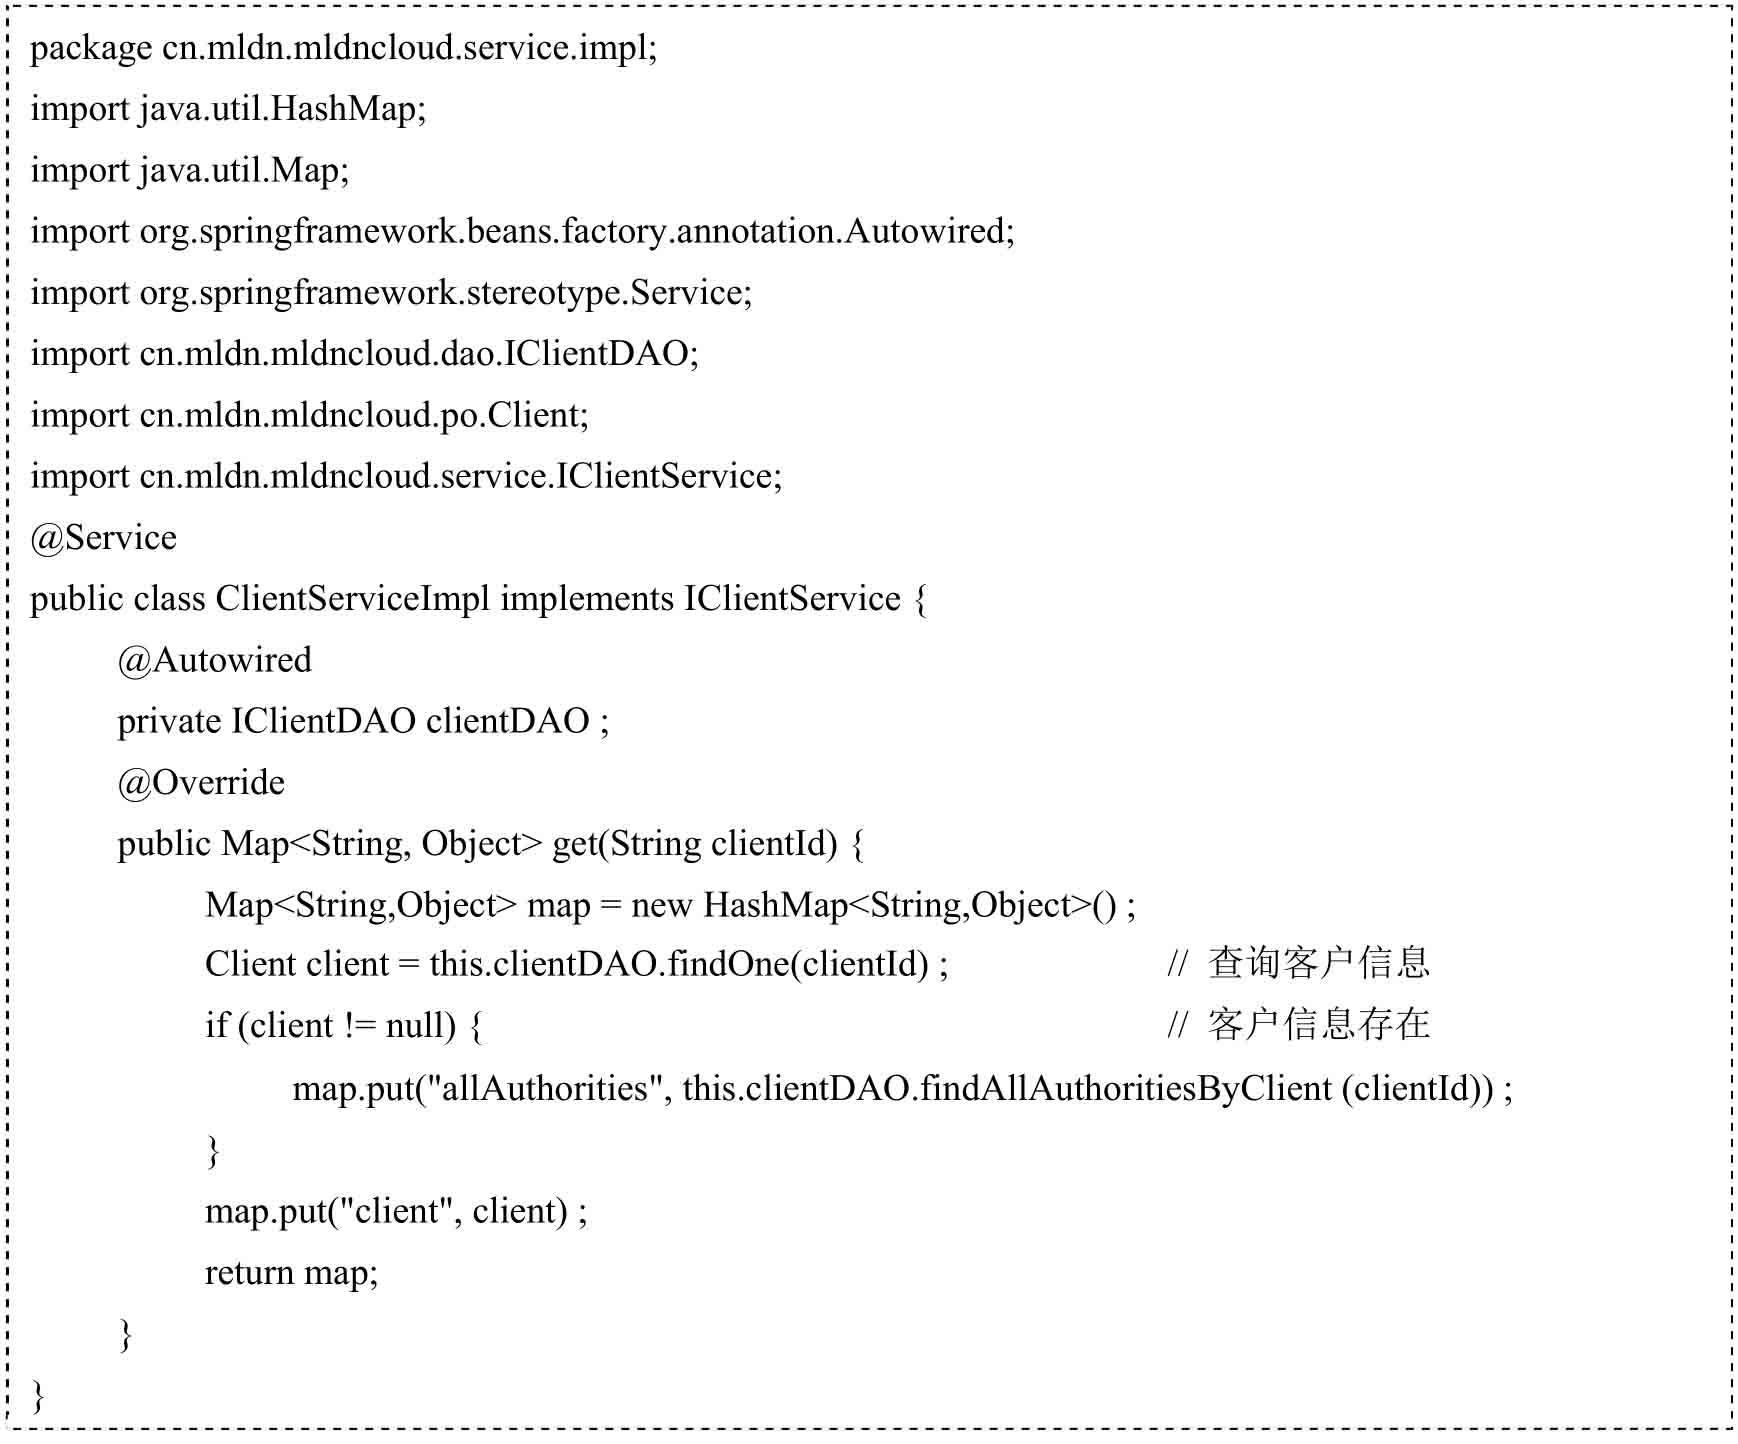 package cn.mldn.mldncloud.service.impl;
import java.util.HashMap;
import java.util.Map;
import org.springframework.beans.factory.annotation.Autowired;
import org.springframework.stereotype.Service;
import cn.mldn.mldncloud.dao.IClientDAO;
import cn.mldn.mldncloud.po.Client;
import cn.mldn.mldncloud.service.IClientService;
@Service
public class ClientServiceImpl implements IClientService {
@Autowired
private IClientDAO clientDAO ;
@Override
public Map<String, Object> get(String clientId) {
Map<String,Object> map = new HashMap<String,Object>() ;
Client client = this.clientDAO.findOne(clientId) ; // 查询客户信息
if (client != null) { // 客户信息存在
map.put("allAuthorities", this.clientDAO.findAllAuthoritiesByClient (clientId)) ;
}
map.put("client", client) ;
return map;
}
}